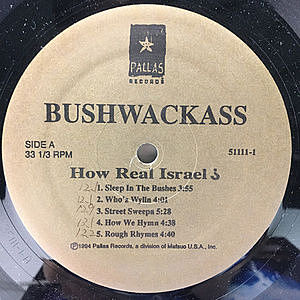 PALLAS
RECORDS
BUSHWACKASS
SIDE A
33 1/3 RPM
51111-1
How Real Israel
1. Sleep In The Bushes 3:55
2. Who'z Wylin 4:01
3. Street Sweepa 5:28
4. How We Hymn 4:38
5. Rough Rhymes 4:40
℗1994 Pallas Records, a division of Matsuo U.S.A., Inc.